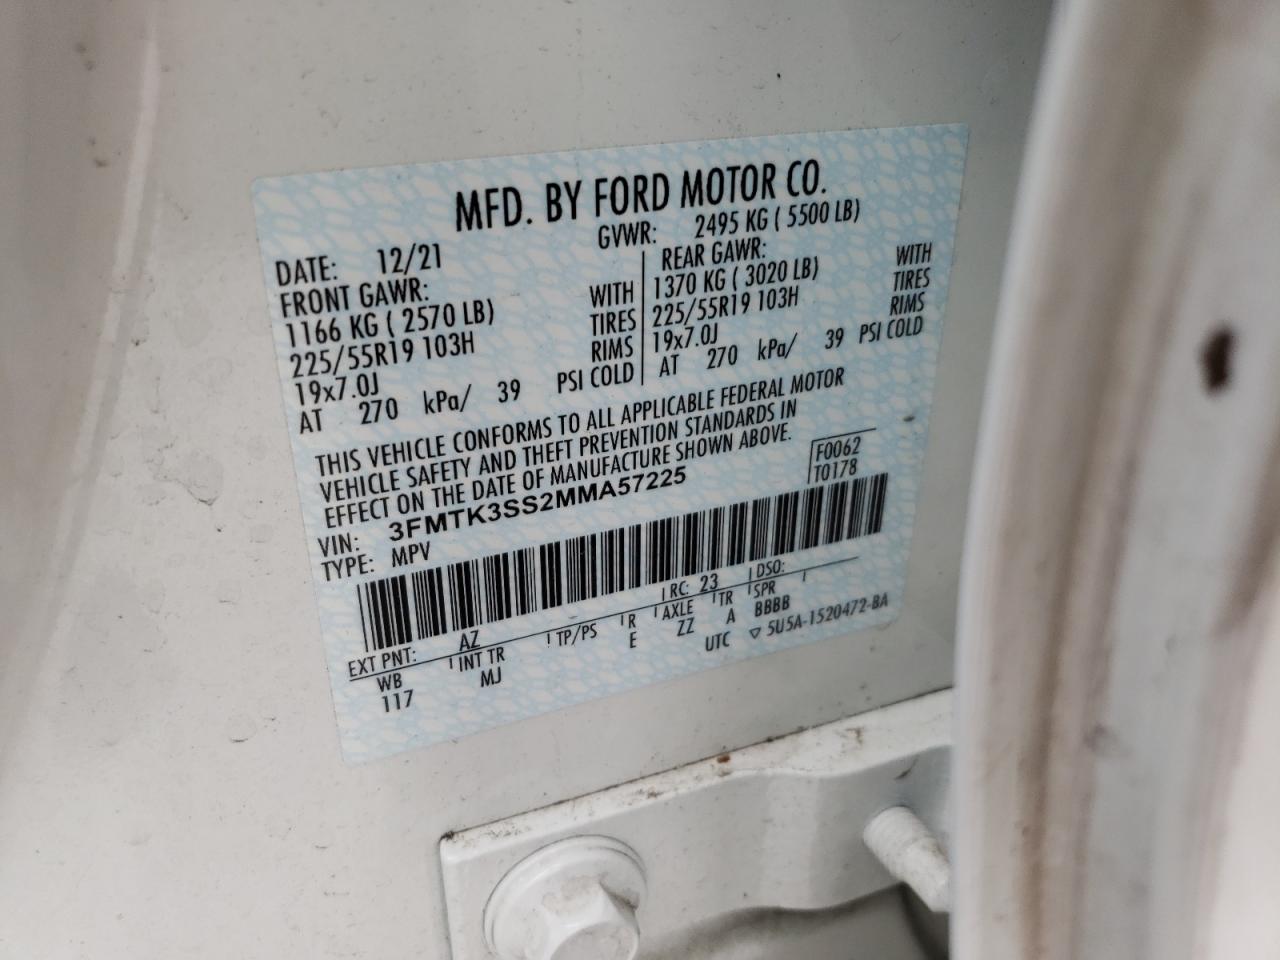 MFD. BY FORD MOTOR CO.
DATE: 12/21 GVWR: 2495 KG ( 5500 LB)
FRONT GAWR: REAR GAWR:
1166 KG ( 2570 LB) WITH 1370 KG ( 3020 LB) WITH
225/55R19 103H TIRES 225/55R19 103H TIRES
19x7.0J RIMS 19x7.0J RIMS
AT 270 kPa/ 39 PSI COLD AT 270 kPa/ 39 PSI COLD
THIS VEHICLE CONFORMS TO ALL APPLICABLE FEDERAL MOTOR
VEHICLE SAFETY AND THEFT PREVENTION STANDARDS IN
EFFECT ON THE DATE OF MANUFACTURE SHOWN ABOVE.
F0062
VIN: 3FMTK3SS2MMA57225
T0178
TYPE: MPV
EXT PNT: AZ RC: 23 DSO:
WB INT TR TP/PS R AXLE TR SPR
117 MJ E ZZ A BBBB
UTC ▽ 5U5A-1520472-BA